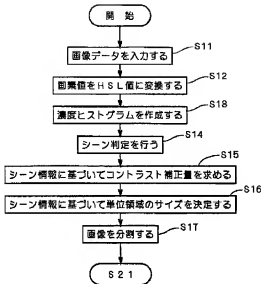 開始
画像データを入力する
S11
画素値をHSL値に変換する
S12
濃度ヒストグラムを作成する
S18
シーン判定を行う
S14
シーン情報に基づいてコントラスト補正量を求める
S15
シーン情報に基づいて単位領域のサイズを決定する
S16
画像を分割する
S17
S21